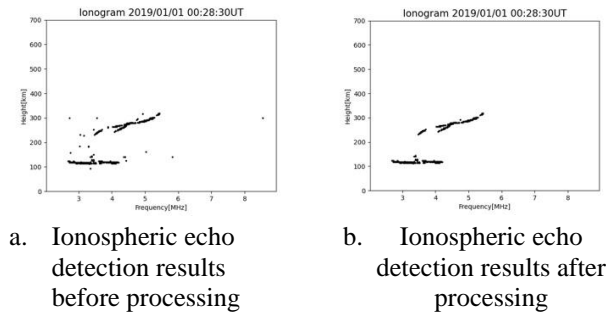 Ionogram 2019/01/01 00:28:30UT
700
600
500
400
300
200
100
0
Height[km]
3 4 5 6 7 8
Frequency[MHz]
a. Ionospheric echo
detection results
before processing
Ionogram 2019/01/01 00:28:30UT
700
600
500
400
300
200
100
0
Height[km]
3 4 5 6 7 8
Frequency[MHz]
b. Ionospheric echo
detection results after
processing